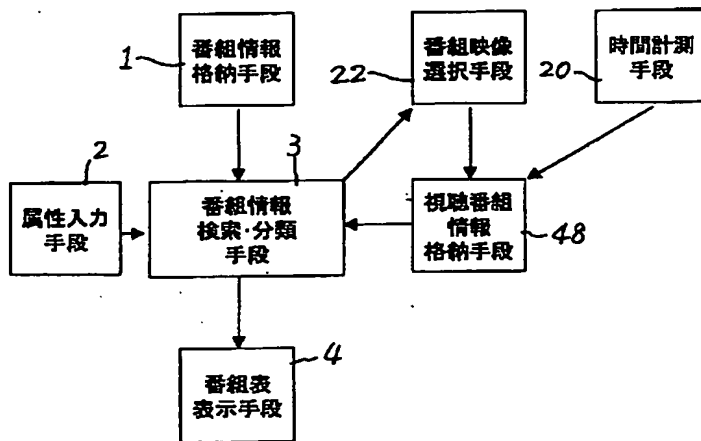 1
番組情報
格納手段
22
番組映像
選択手段
20
時間計測
手段
2
属性入力
手段
3
番組情報
検索・分類
手段
視聴番組
情報
格納手段
48
4
番組表
表示手段